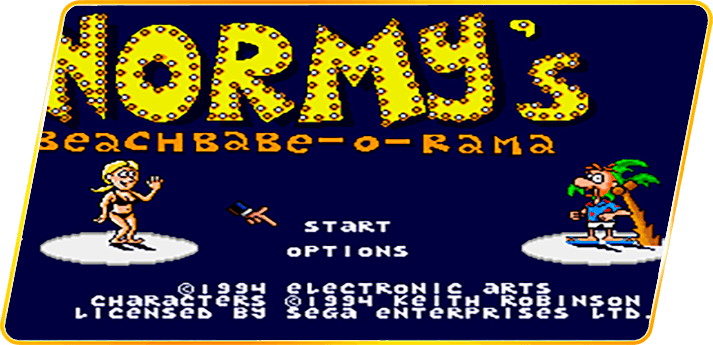 NORMY's
BEACHBABE-O-RAMA
START
OPTIONS
©1994 ELECTRONIC ARTS
CHARACTERS ©1994 KEITH ROBINSON
LICENSED BY SEGA ENTERPRISES LTD.